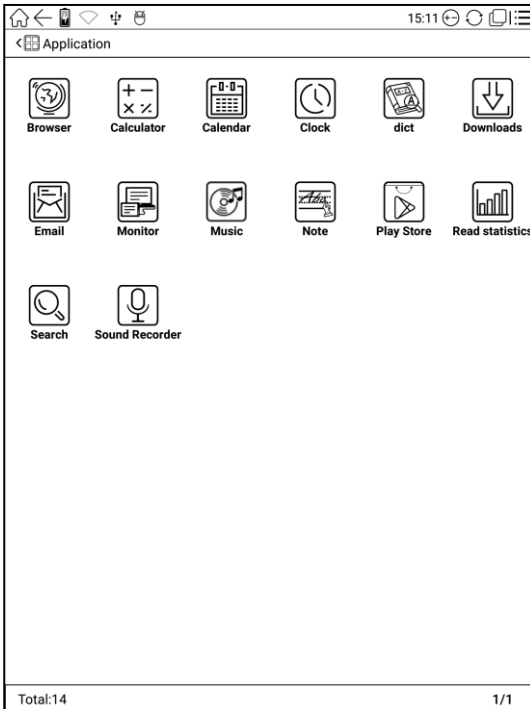 15:11
Application
Browser Calculator Calendar Clock dict Downloads
Email Monitor Music Note Play Store Read statistics
Search Sound Recorder
Total:14 1/1